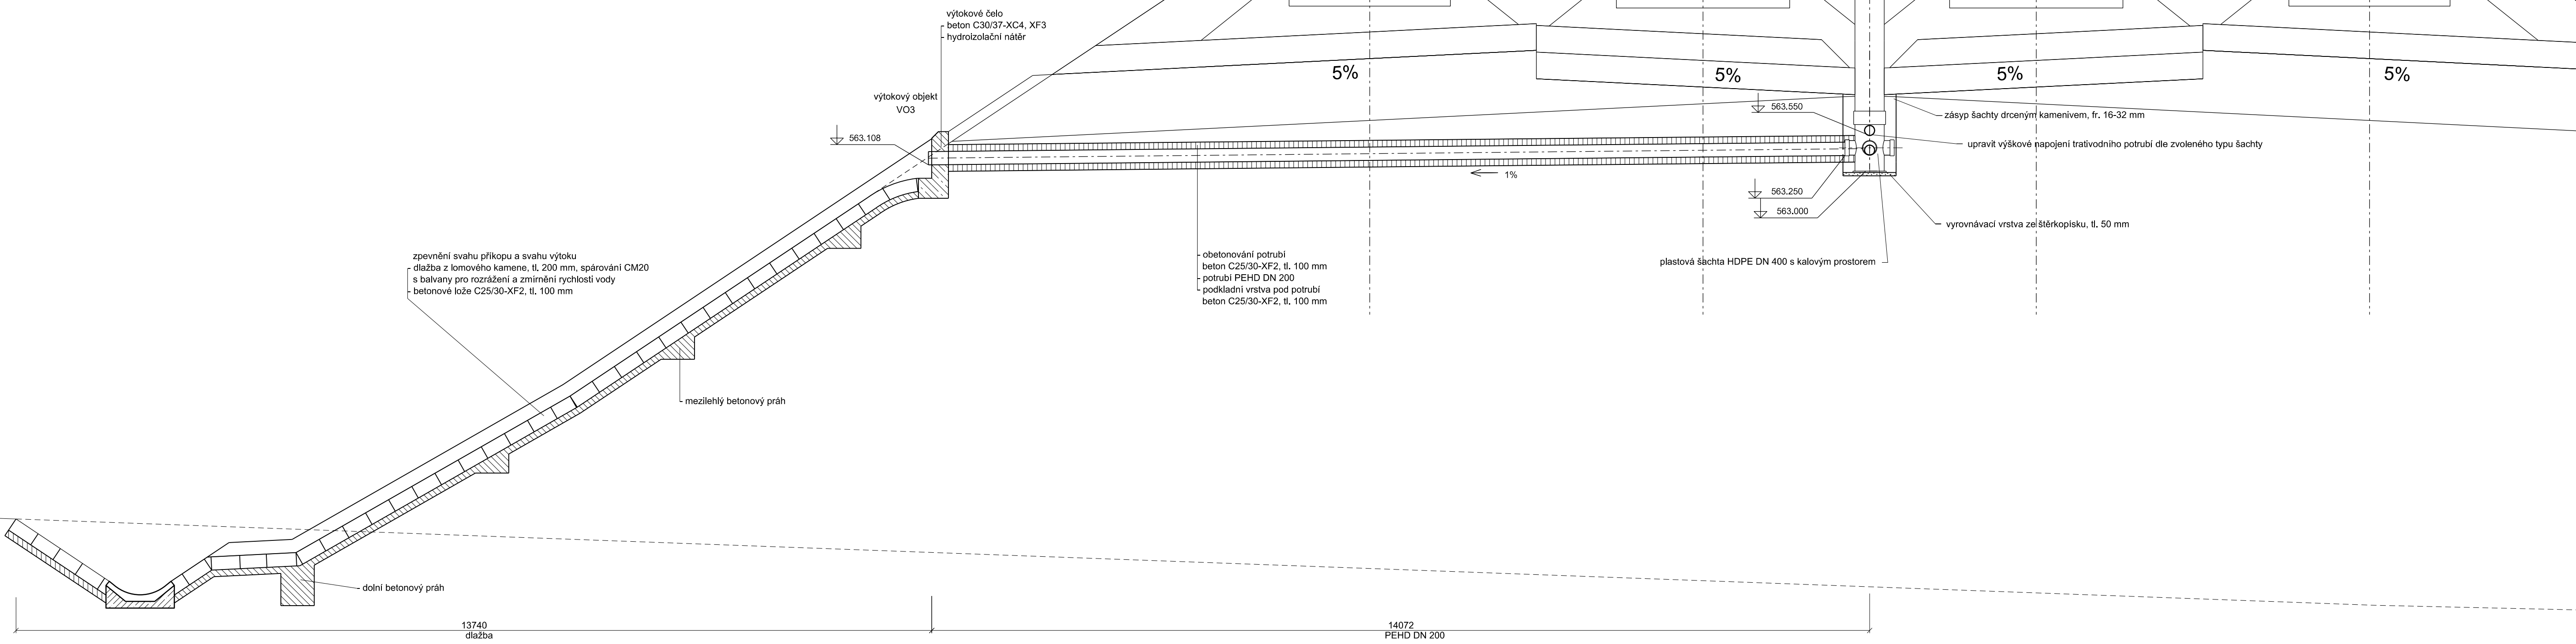 výtokové čelo
- beton C30/37-XC4, XF3
- hydroizolační nátěr
výtokový objekt
VO3
563.108
5%
5%
5%
5%
563.550
zásyp šachty drceným kamenivem, fr. 16-32 mm
upravit výškové napojení trativodního potrubí dle zvoleného typu šachty
1%
563.250
563.000
vyrovnávací vrstva ze štěrkopísku, tl. 50 mm
plastová šachta HDPE DN 400 s kalovým prostorem
zpevnění svahu příkopu a svahu výtoku
- dlažba z lomového kamene, tl. 200 mm, spárování CM20
s balvany pro rozrážení a zmírnění rychlosti vody
- betonové lože C25/30-XF2, tl. 100 mm
- obetonování potrubí
beton C25/30-XF2, tl. 100 mm
- potrubí PEHD DN 200
- podkladní vrstva pod potrubí
beton C25/30-XF2, tl. 100 mm
mezilehlý betonový práh
dolní betonový práh
13740
dlažba
14072
PEHD DN 200